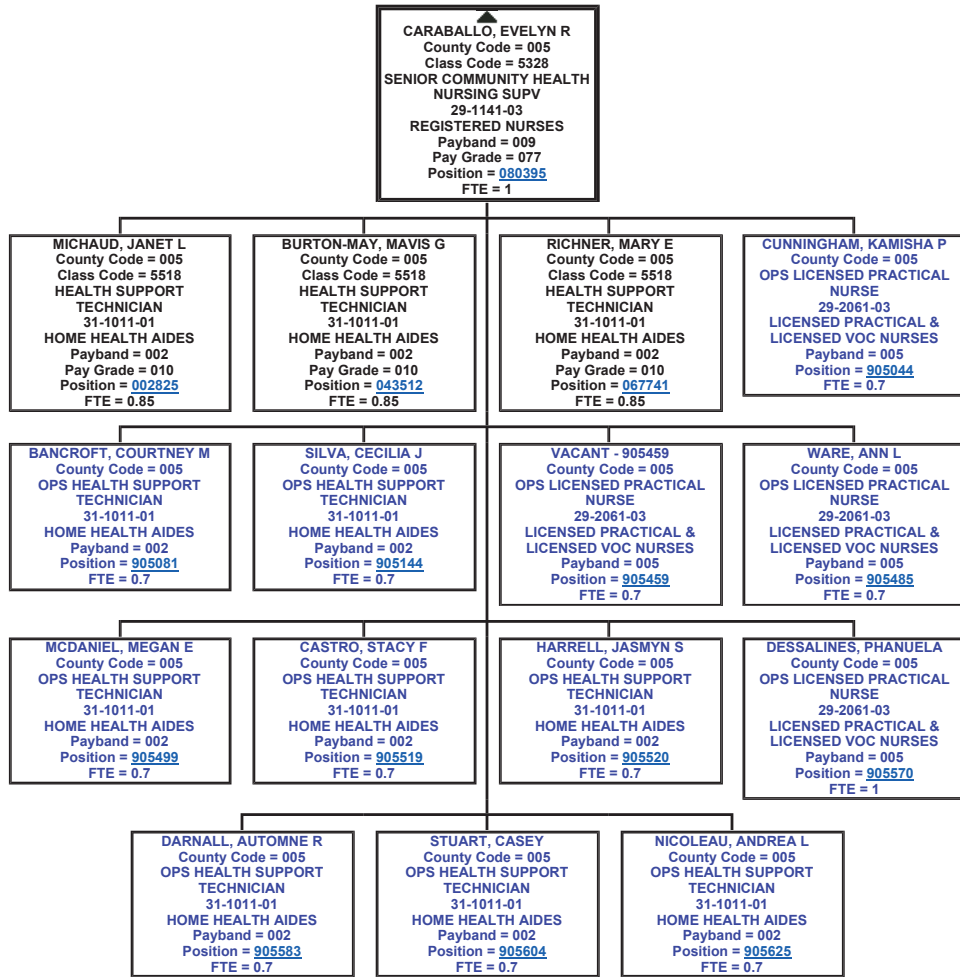 CARABALLO, EVELYN R
County Code = 005
Class Code = 5328
SENIOR COMMUNITY HEALTH
NURSING SUPV
29-1141-03
REGISTERED NURSES
Payband = 009
Pay Grade = 077
Position = 080395
FTE = 1
MICHAUD, JANET L
County Code = 005
Class Code = 5518
HEALTH SUPPORT
TECHNICIAN
31-1011-01
HOME HEALTH AIDES
Payband = 002
Pay Grade = 010
Position = 002825
FTE = 0.85
BURTON-MAY, MAVIS G
County Code = 005
Class Code = 5518
HEALTH SUPPORT
TECHNICIAN
31-1011-01
HOME HEALTH AIDES
Payband = 002
Pay Grade = 010
Position = 043512
FTE = 0.85
RICHNER, MARY E
County Code = 005
Class Code = 5518
HEALTH SUPPORT
TECHNICIAN
31-1011-01
HOME HEALTH AIDES
Payband = 002
Pay Grade = 010
Position = 067741
FTE = 0.85
CUNNINGHAM, KAMISHA P
County Code = 005
OPS LICENSED PRACTICAL
NURSE
29-2061-03
LICENSED PRACTICAL &
LICENSED VOC NURSES
Payband = 005
Position = 905044
FTE = 0.7
BANCROFT, COURTNEY M
County Code = 005
OPS HEALTH SUPPORT
TECHNICIAN
31-1011-01
HOME HEALTH AIDES
Payband = 002
Position = 905081
FTE = 0.7
SILVA, CECILIA J
County Code = 005
OPS HEALTH SUPPORT
TECHNICIAN
31-1011-01
HOME HEALTH AIDES
Payband = 002
Position = 905144
FTE = 0.7
VACANT - 905459
County Code = 005
OPS LICENSED PRACTICAL
NURSE
29-2061-03
LICENSED PRACTICAL &
LICENSED VOC NURSES
Payband = 005
Position = 905459
FTE = 0.7
WARE, ANN L
County Code = 005
OPS LICENSED PRACTICAL
NURSE
29-2061-03
LICENSED PRACTICAL &
LICENSED VOC NURSES
Payband = 005
Position = 905485
FTE = 0.7
MCDANIEL, MEGAN E
County Code = 005
OPS HEALTH SUPPORT
TECHNICIAN
31-1011-01
HOME HEALTH AIDES
Payband = 002
Position = 905499
FTE = 0.7
CASTRO, STACY F
County Code = 005
OPS HEALTH SUPPORT
TECHNICIAN
31-1011-01
HOME HEALTH AIDES
Payband = 002
Position = 905519
FTE = 0.7
HARRELL, JASMYN S
County Code = 005
OPS HEALTH SUPPORT
TECHNICIAN
31-1011-01
HOME HEALTH AIDES
Payband = 002
Position = 905520
FTE = 0.7
DESSALINES, PHANUELA
County Code = 005
OPS LICENSED PRACTICAL
NURSE
29-2061-03
LICENSED PRACTICAL &
LICENSED VOC NURSES
Payband = 005
Position = 905570
FTE = 1
DARNALL, AUTOMNE R
County Code = 005
OPS HEALTH SUPPORT
TECHNICIAN
31-1011-01
HOME HEALTH AIDES
Payband = 002
Position = 905583
FTE = 0.7
STUART, CASEY
County Code = 005
OPS HEALTH SUPPORT
TECHNICIAN
31-1011-01
HOME HEALTH AIDES
Payband = 002
Position = 905604
FTE = 0.7
NICOLEAU, ANDREA L
County Code = 005
OPS HEALTH SUPPORT
TECHNICIAN
31-1011-01
HOME HEALTH AIDES
Payband = 002
Position = 905625
FTE = 0.7